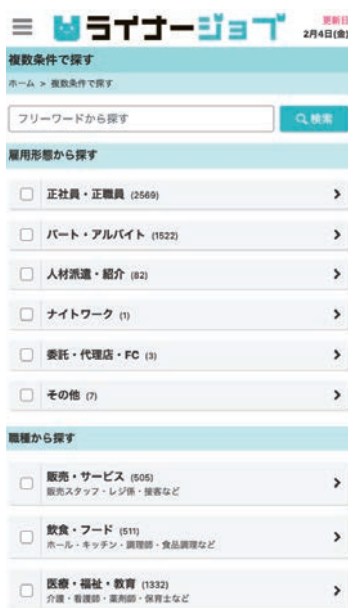 ライナージョブ
更新日
2月4日(金)
複数条件で探す
ホーム > 複数条件で探す
フリーワードから探す
検索
雇用形態から探す
正社員・正職員 (2569)
パート・アルバイト (1522)
人材派遣・紹介 (82)
ナイトワーク (1)
委託・代理店・FC (3)
その他 (7)
職種から探す
販売・サービス (505)
販売スタッフ・レジ係・接客など
飲食・フード (511)
ホール・キッチン・調理師・食品調理など
医療・福祉・教育 (1332)
介護・看護師・薬剤師・保育士など